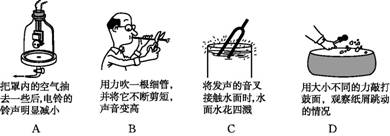 把罩内的空气抽
去一些后,电铃的
铃声明显减小
A
用力吹一根细管,
并将它不断剪短,
声音变高
B
将发声的音叉
接触水面时,水
面水花四溅
C
用大小不同的力敲打
鼓面,观察纸屑跳动
的情况
D